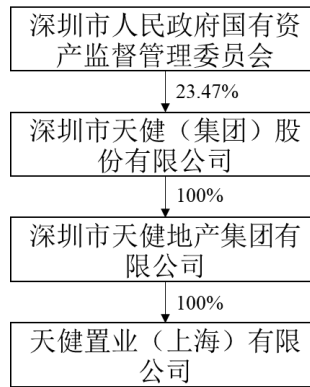 深圳市人民政府国有资
产监督管理委员会
23.47%
深圳市天健（集团）股
份有限公司
100%
深圳市天健地产集团有
限公司
100%
天健置业（上海）有限
公司